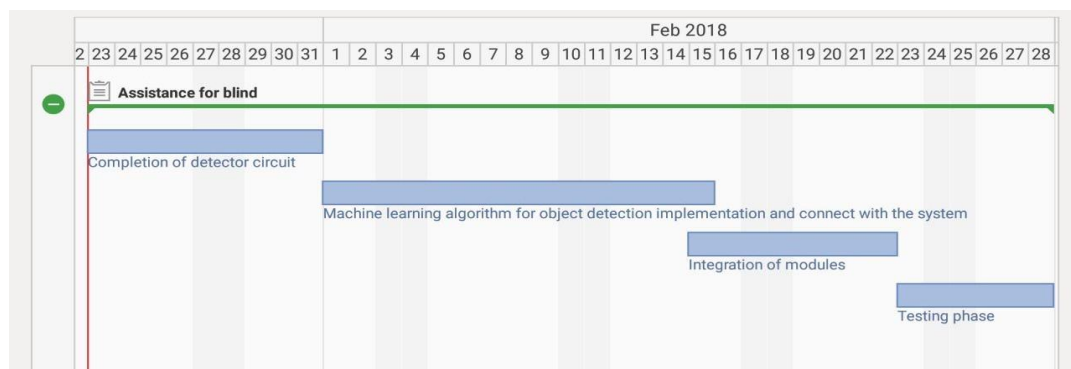 Feb 2018
2 23 24 25 26 27 28 29 30 31 1 2 3 4 5 6 7 8 9 10 11 12 13 14 15 16 17 18 19 20 21 22 23 24 25 26 27 28
Assistance for blind
Completion of detector circuit
Machine learning algorithm for object detection implementation and connect with the system
Integration of modules
Testing phase